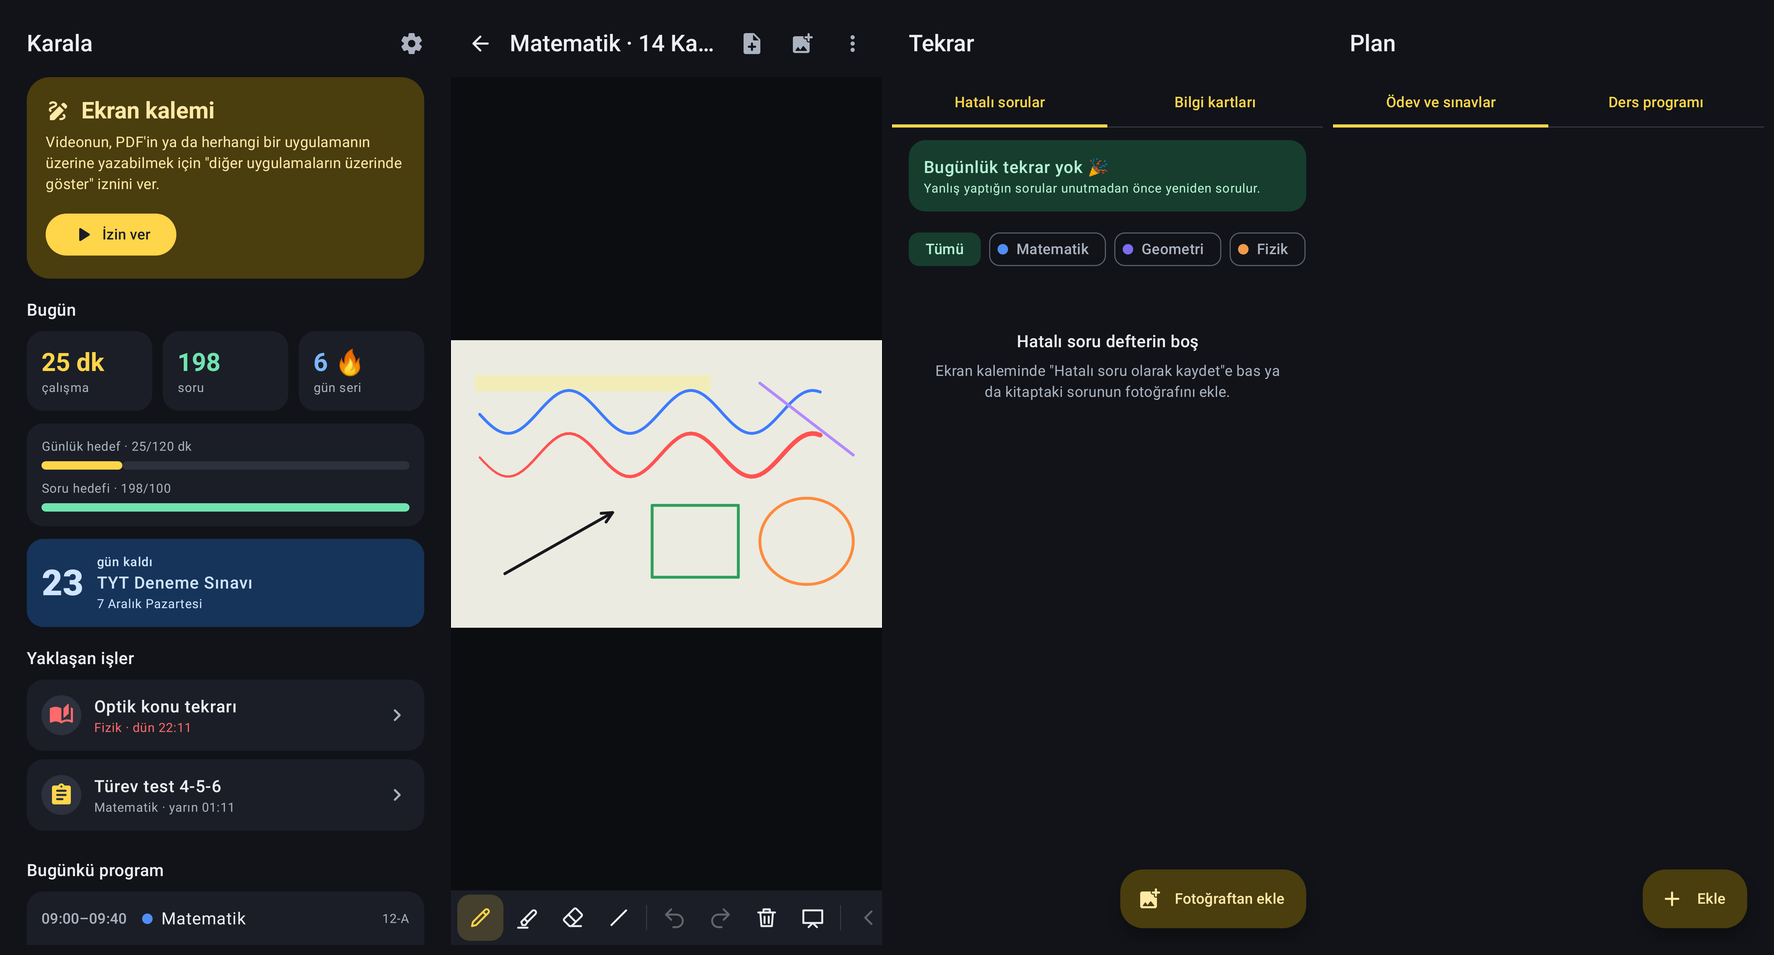 Karala
Ekran kalemi
Videonun, PDF'in ya da herhangi bir uygulamanın
üzerine yazabilmek için "diğer uygulamaların üzerinde
göster" iznini ver.
İzin ver
Bugün
25 dk
çalışma
198
soru
6 🔥
gün seri
Günlük hedef · 25/120 dk
Soru hedefi · 198/100
23
gün kaldı
TYT Deneme Sınavı
7 Aralık Pazartesi
Yaklaşan işler
Optik konu tekrarı
Fizik · dün 22:11
Türev test 4-5-6
Matematik · yarın 01:11
Bugünkü program
09:00–09:40 Matematik 12-A
Matematik · 14 Ka...
Tekrar
Hatalı sorular
Bilgi kartları
Bugünlük tekrar yok 🎉
Yanlış yaptığın sorular unutmadan önce yeniden sorulur.
Tümü
Matematik
Geometri
Fizik
Hatalı soru defterin boş
Ekran kaleminde "Hatalı soru olarak kaydet"e bas ya
da kitaptaki sorunun fotoğrafını ekle.
Fotoğraftan ekle
Plan
Ödev ve sınavlar
Ders programı
Ekle